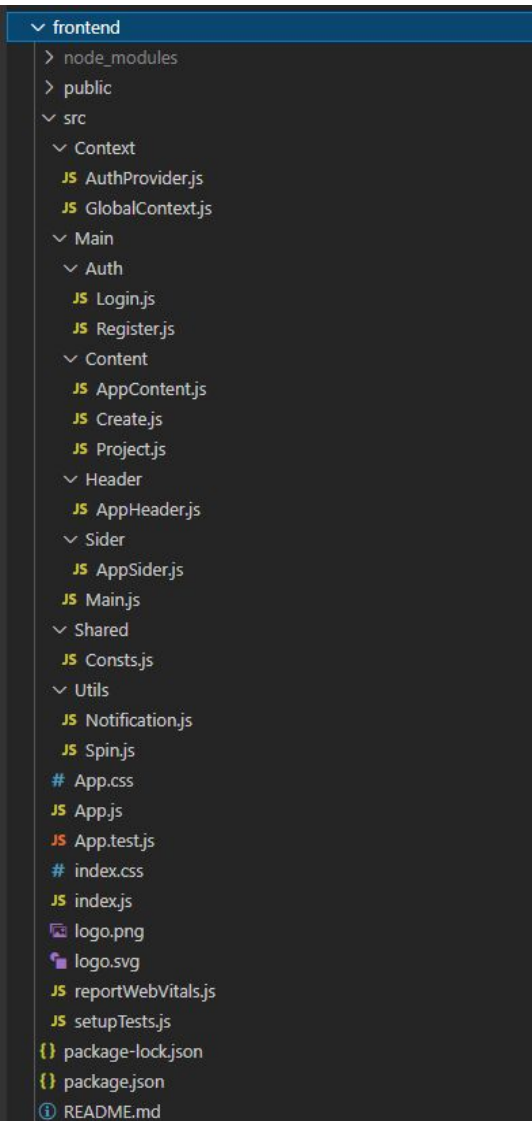 frontend
node_modules
public
src
Context
JS AuthProvider.js
JS GlobalContext.js
Main
Auth
JS Login.js
JS Register.js
Content
JS AppContent.js
JS Create.js
JS Project.js
Header
JS AppHeader.js
Sider
JS AppSider.js
JS Main.js
Shared
JS Consts.js
Utils
JS Notification.js
JS Spin.js
# App.css
JS App.js
JS App.test.js
# index.css
JS index.js
logo.png
logo.svg
JS reportWebVitals.js
JS setupTests.js
{} package-lock.json
{} package.json
README.md